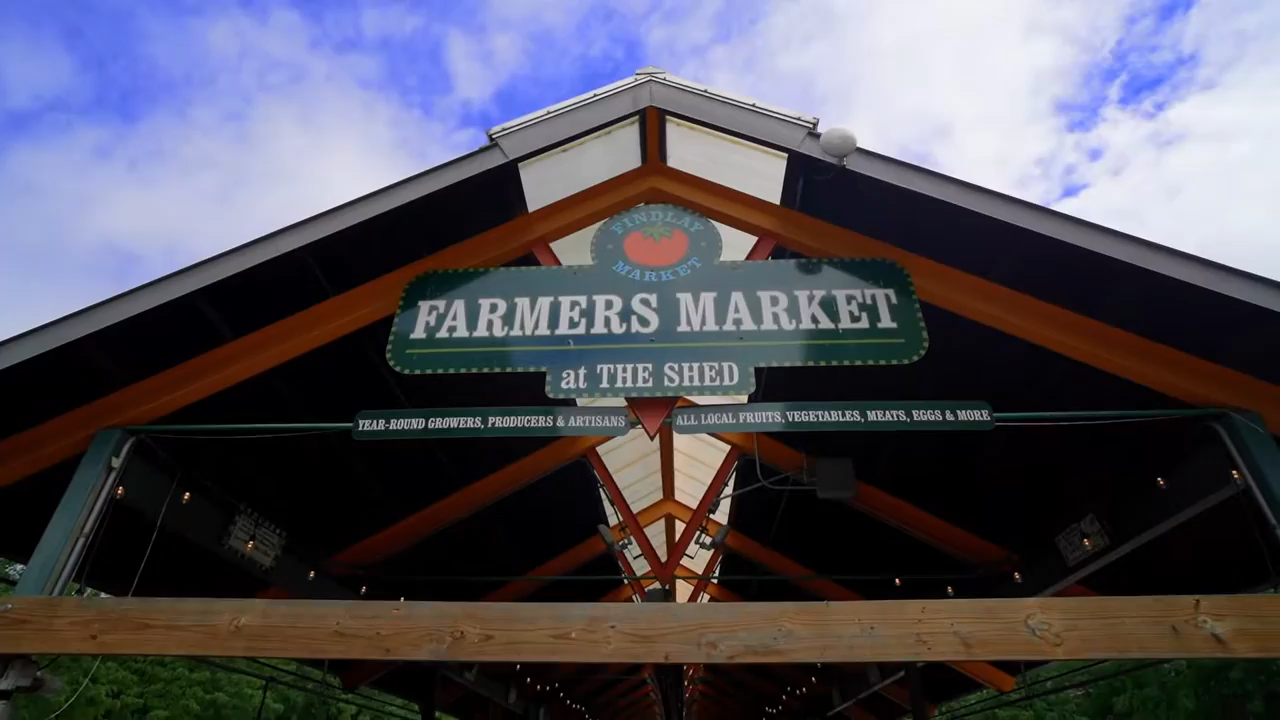 FINDLAY
MARKET
FARMERS MARKET
at THE SHED
YEAR-ROUND GROWERS, PRODUCERS & ARTISANS
ALL LOCAL FRUITS, VEGETABLES, MEATS, EGGS & MORE